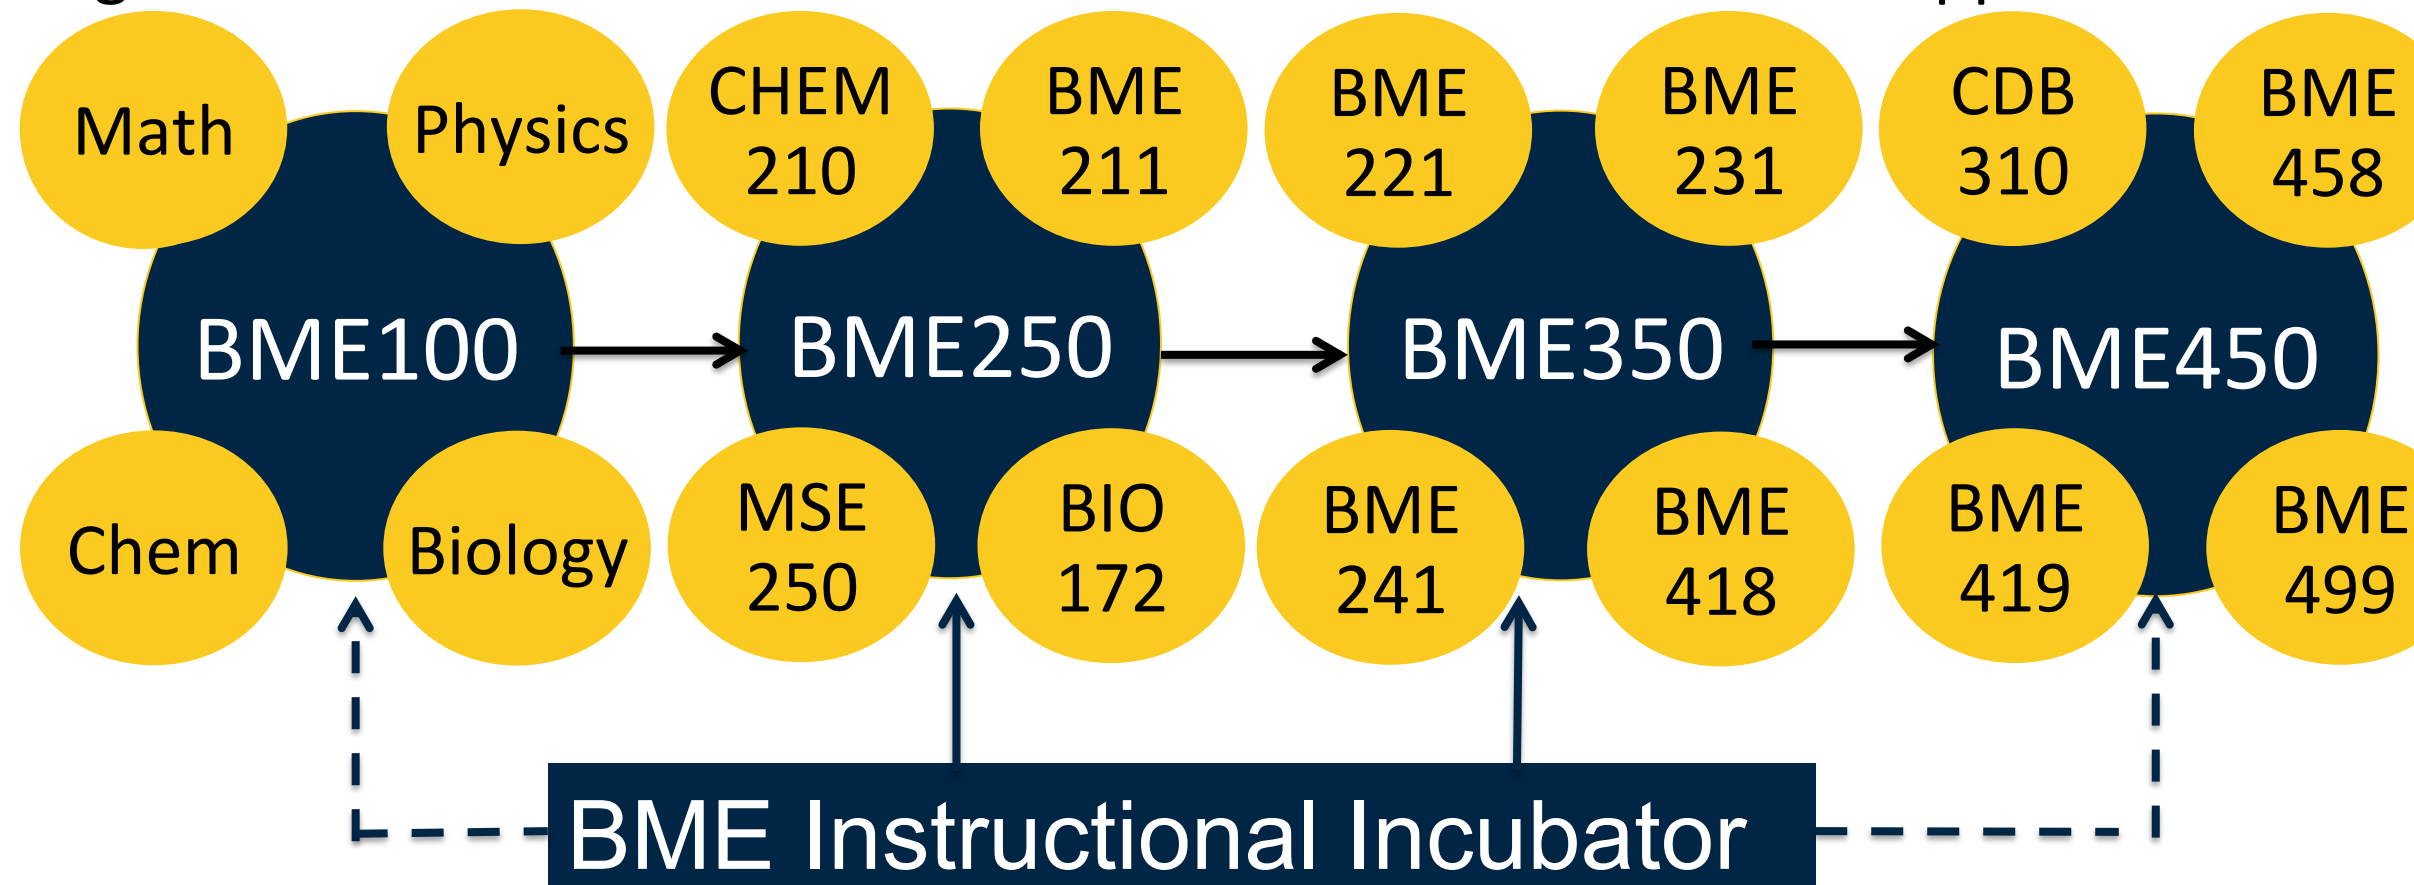 Math
Physics
CHEM
210
BME
211
BME
221
BME
231
CDB
310
BME
458
BME100
BME250
BME350
BME450
Chem
Biology
MSE
250
BIO
172
BME
241
BME
418
BME
419
BME
499
BME Instructional Incubator